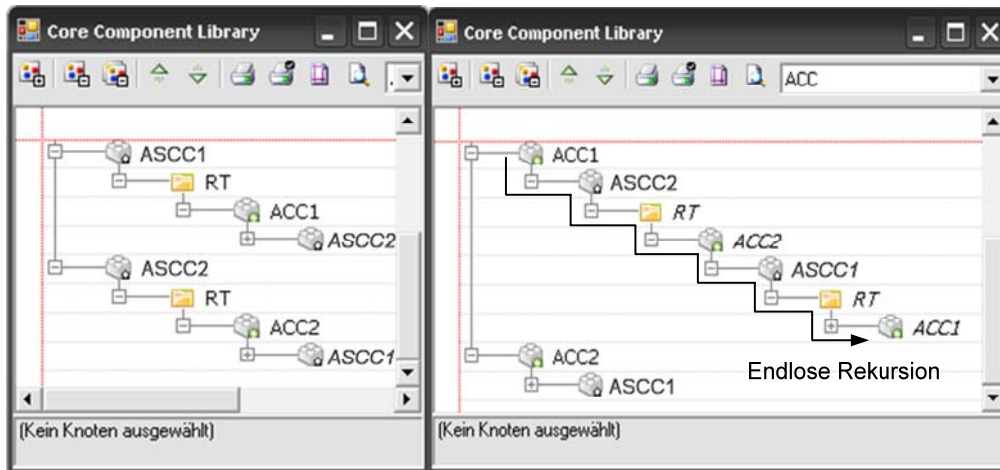 Core Component Library
ASCC1
RT
ACC1
ASCC2
ASCC2
RT
ACC2
ASCC1
(Kein Knoten ausgewählt)
Core Component Library
ACC
ACC1
ASCC2
RT
ACC2
ASCC1
RT
ACC1
Endlose Rekursion
ACC2
ASCC1
(Kein Knoten ausgewählt)